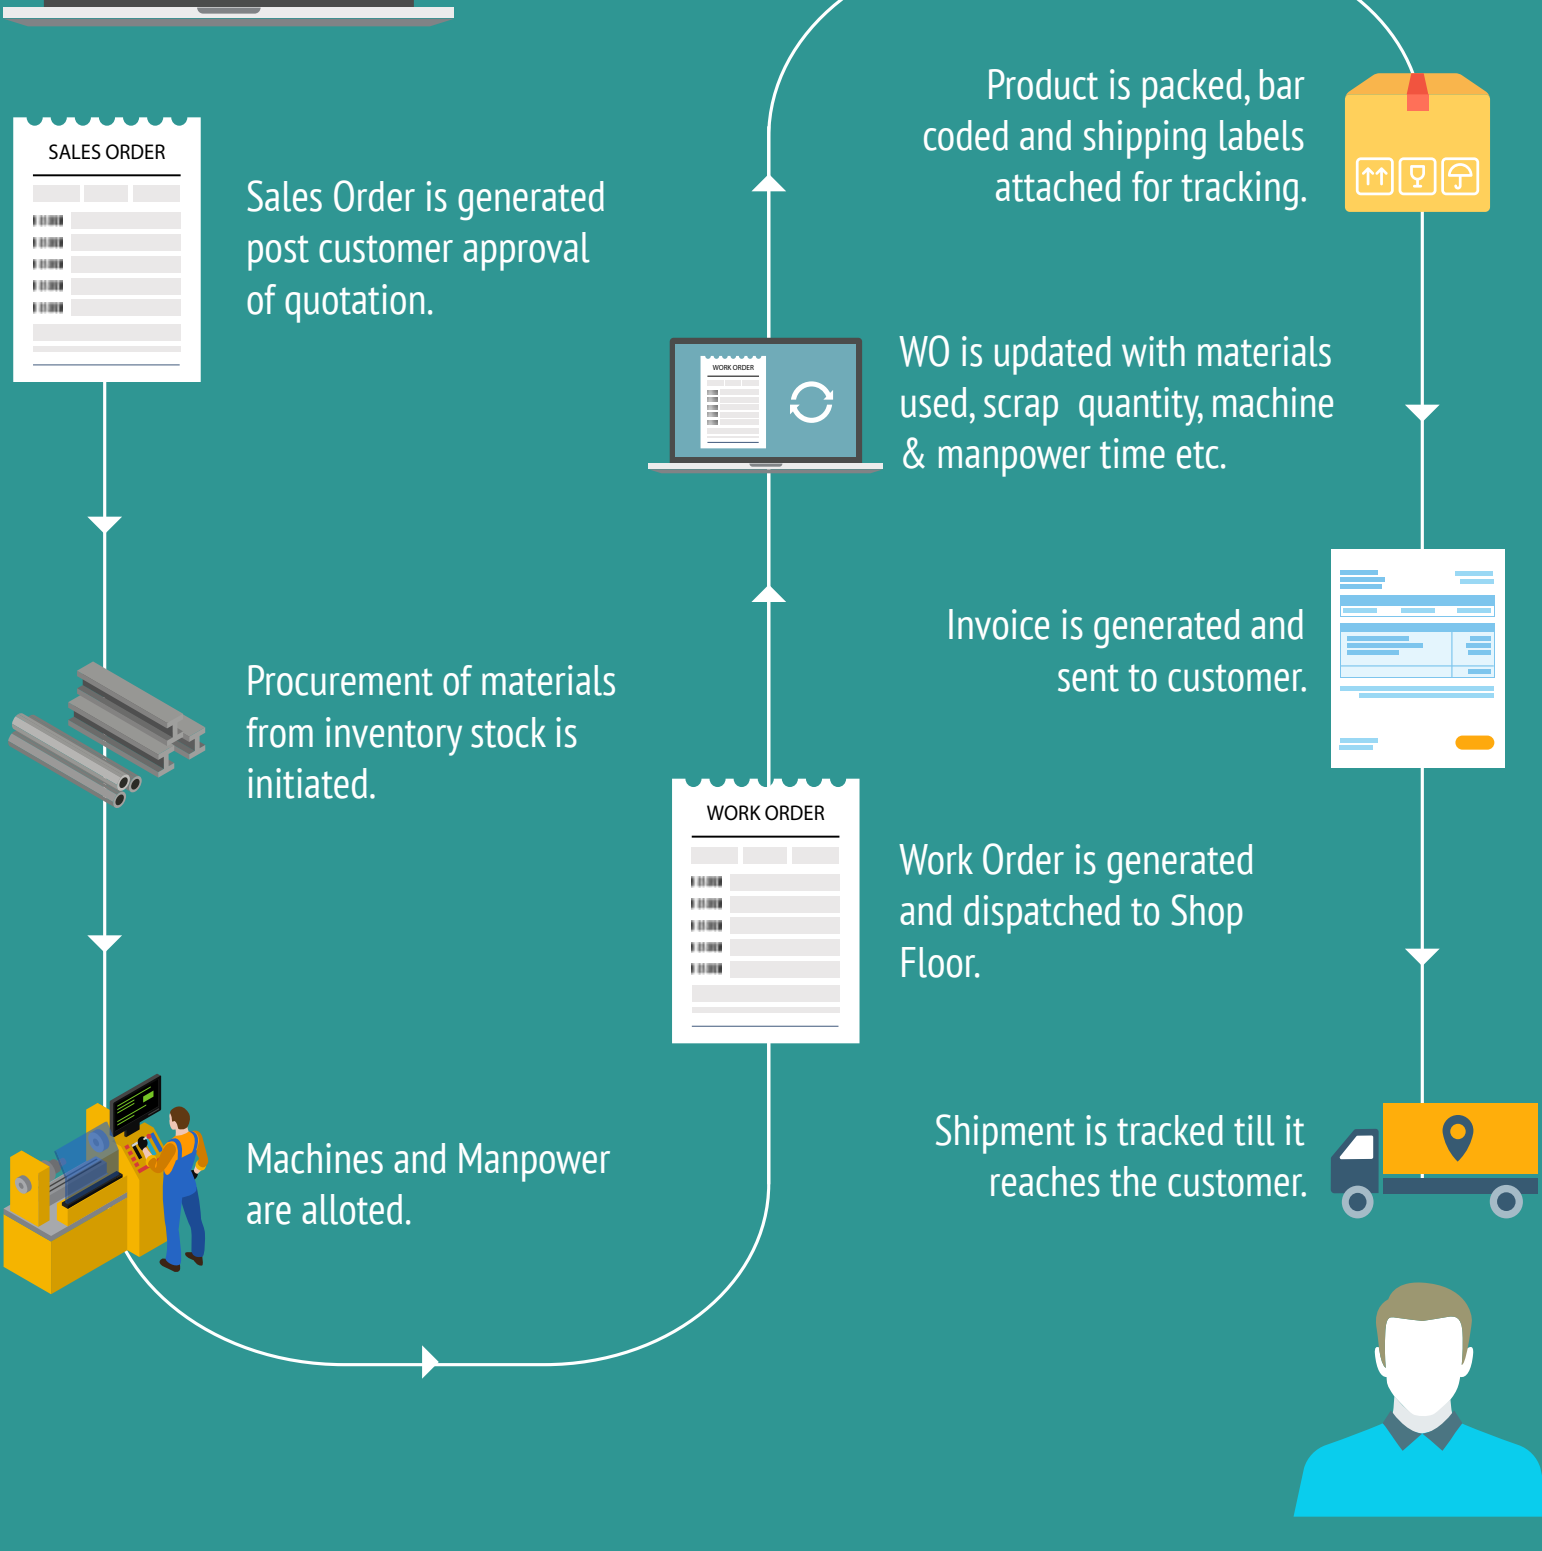 SALES ORDER
Sales Order is generated
post customer approval
of quotation.
Procurement of materials
from inventory stock is
initiated.
Machines and Manpower
are alloted.
WORK ORDER
Work Order is generated
and dispatched to Shop
Floor.
WORK ORDER
WO is updated with materials
used, scrap quantity, machine
& manpower time etc.
Product is packed, bar
coded and shipping labels
attached for tracking.
Invoice is generated and
sent to customer.
Shipment is tracked till it
reaches the customer.